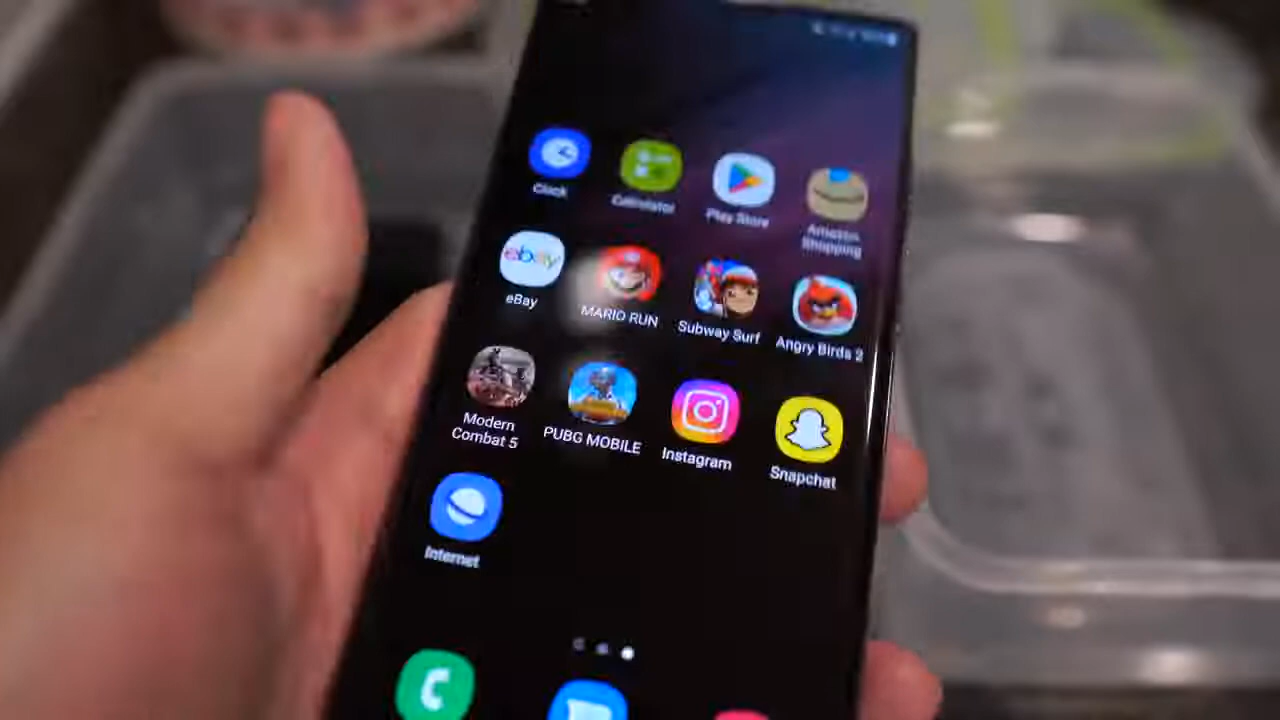 Clock
Calculator
Play Store
Amazon
Shopping
ebay
eBay
MARIO RUN
Subway Surf
Angry Birds 2
Modern
Combat 5
PUBG MOBILE
Instagram
Snapchat
Internet